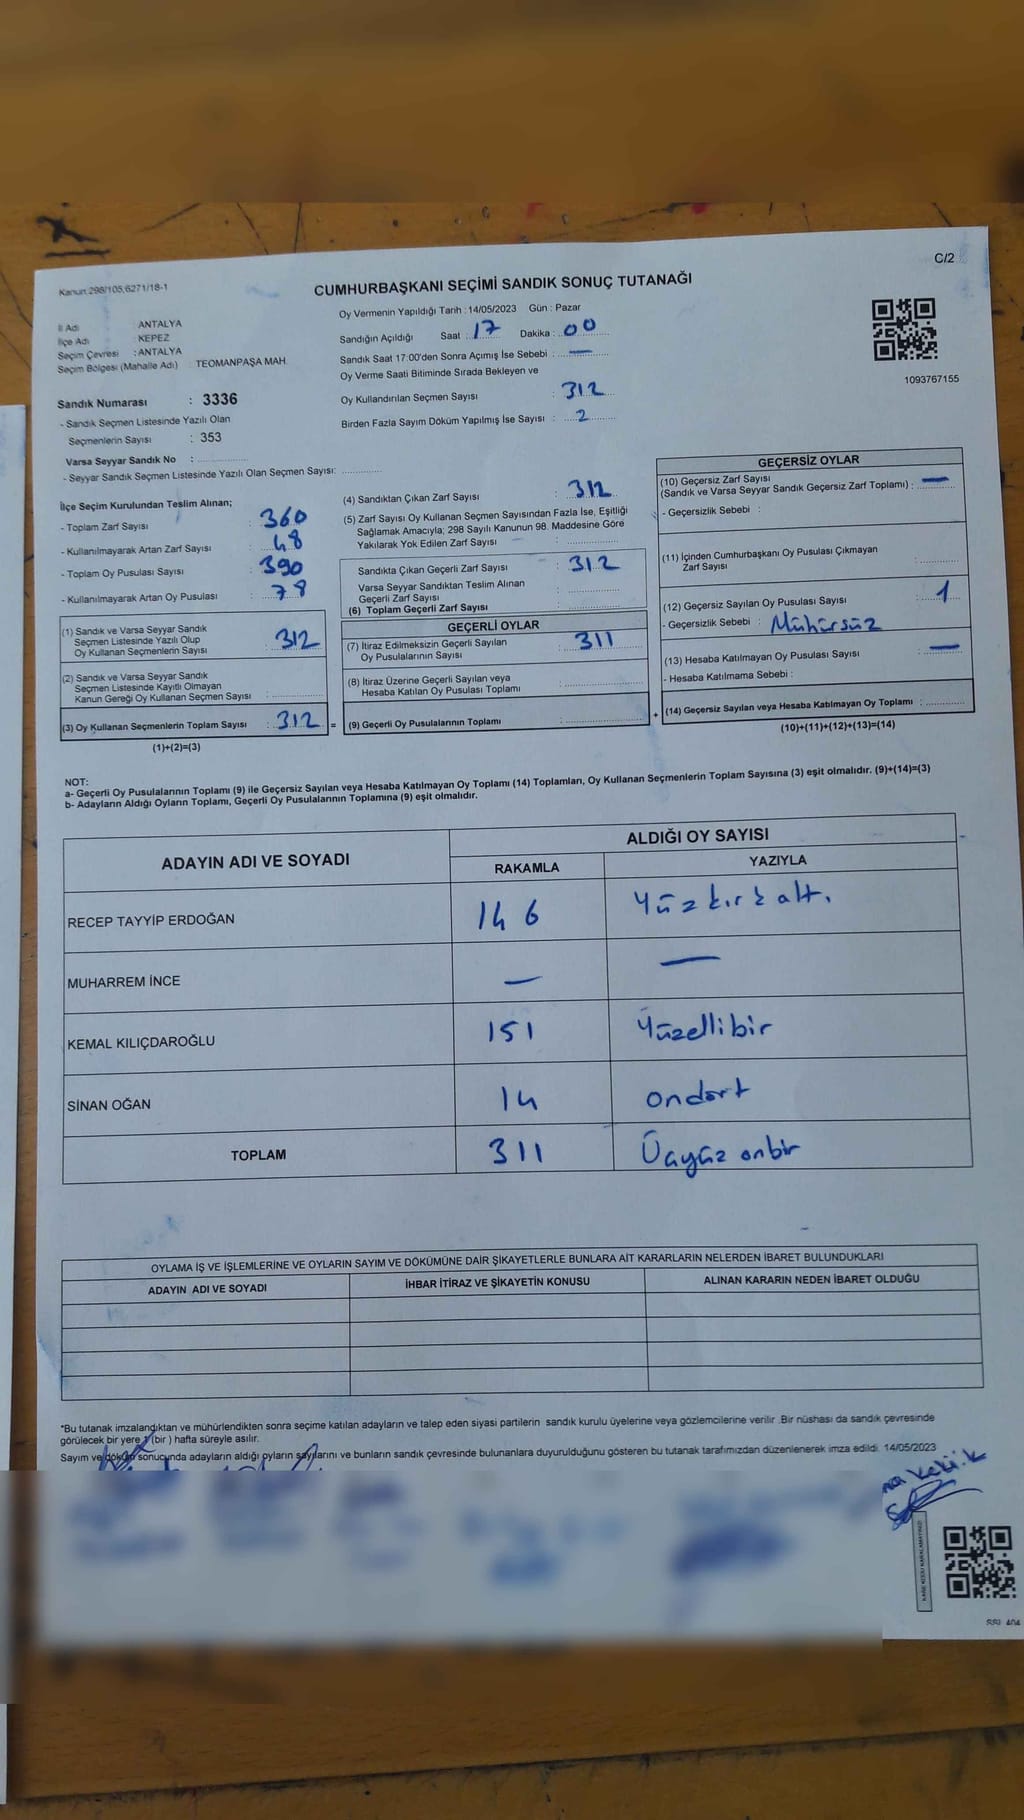 C/2
Kanun 298/105,6271/18-1
CUMHURBAŞKANI SEÇİMİ SANDIK SONUÇ TUTANAĞI
İl Adı : ANTALYA
İlçe Adı : KEPEZ
Seçim Çevresi : ANTALYA
Seçim Bölgesi (Mahalle Adı) : TEOMANPAŞA MAH.
Sandık Numarası : 3336
- Sandık Seçmen Listesinde Yazılı Olan
Seçmenlerin Sayısı : 353
Varsa Seyyar Sandık No :
- Seyyar Sandık Seçmen Listesinde Yazılı Olan Seçmen Sayısı:
Oy Vermenin Yapıldığı Tarih : 14/05/2023 Gün : Pazar
Sandığın Açıldığı Saat : 17 Dakika : 00
Sandık Saat 17:00'den Sonra Açımış İse Sebebi : —
Oy Verme Saati Bitiminde Sırada Bekleyen ve
Oy Kullandırılan Seçmen Sayısı : 312
Birden Fazla Sayım Döküm Yapılmış İse Sayısı : 2
1093767155
İlçe Seçim Kurulundan Teslim Alınan;
- Toplam Zarf Sayısı : 360
- Kullanılmayarak Artan Zarf Sayısı : 48
- Toplam Oy Pusulası Sayısı : 390
- Kullanılmayarak Artan Oy Pusulası : 78
(1) Sandık ve Varsa Seyyar Sandık
Seçmen Listesinde Yazılı Olup
Oy Kullanan Seçmenlerin Sayısı : 312
(2) Sandık ve Varsa Seyyar Sandık
Seçmen Listesinde Kayıtlı Olmayan
Kanun Gereği Oy Kullanan Seçmen Sayısı :
(3) Oy Kullanan Seçmenlerin Toplam Sayısı : 312 =
(1)+(2)=(3)
(4) Sandıktan Çıkan Zarf Sayısı : 312
(5) Zarf Sayısı Oy Kullanan Seçmen Sayısından Fazla İse, Eşitliği
Sağlamak Amacıyla; 298 Sayılı Kanunun 98. Maddesine Göre
Yakılarak Yok Edilen Zarf Sayısı :
Sandıkta Çıkan Geçerli Zarf Sayısı : 312
Varsa Seyyar Sandıktan Teslim Alınan
Geçerli Zarf Sayısı :
(6) Toplam Geçerli Zarf Sayısı :
GEÇERLİ OYLAR
(7) İtiraz Edilmeksizin Geçerli Sayılan
Oy Pusulalarının Sayısı : 311
(8) İtiraz Üzerine Geçerli Sayılan veya
Hesaba Katılan Oy Pusulası Toplamı :
(9) Geçerli Oy Pusulalarının Toplamı : +
GEÇERSİZ OYLAR
(10) Geçersiz Zarf Sayısı
(Sandık ve Varsa Seyyar Sandık Geçersiz Zarf Toplamı) : —
- Geçersizlik Sebebi :
(11) İçinden Cumhurbaşkanı Oy Pusulası Çıkmayan
Zarf Sayısı :
(12) Geçersiz Sayılan Oy Pusulası Sayısı : 1
- Geçersizlik Sebebi : Mühürsüz
(13) Hesaba Katılmayan Oy Pusulası Sayısı : —
- Hesaba Katılmama Sebebi :
(14) Geçersiz Sayılan veya Hesaba Katılmayan Oy Toplamı :
(10)+(11)+(12)+(13)=(14)
NOT:
a- Geçerli Oy Pusulalarının Toplamı (9) ile Geçersiz Sayılan veya Hesaba Katılmayan Oy Toplamı (14) Toplamları, Oy Kullanan Seçmenlerin Toplam Sayısına (3) eşit olmalıdır. (9)+(14)=(3)
b- Adayların Aldığı Oyların Toplamı, Geçerli Oy Pusulalarının Toplamına (9) eşit olmalıdır.
ADAYIN ADI VE SOYADI ALDIĞI OY SAYISI
RAKAMLA YAZIYLA
RECEP TAYYİP ERDOĞAN 146 Yüzkırkaltı
MUHARREM İNCE — —
KEMAL KILIÇDAROĞLU 151 Yüzellibir
SİNAN OĞAN 14 ondört
TOPLAM 311 Üçyüz onbir
OYLAMA İŞ VE İŞLEMLERİNE VE OYLARIN SAYIM VE DÖKÜMÜNE DAİR ŞİKAYETLERLE BUNLARA AİT KARARLARIN NELERDEN İBARET BULUNDUKLARI
ADAYIN ADI VE SOYADI İHBAR İTİRAZ VE ŞİKAYETİN KONUSU ALINAN KARARIN NEDEN İBARET OLDUĞU
*Bu tutanak imzalandıktan ve mühürlendikten sonra seçime katılan adayların ve talep eden siyasi partilerin sandık kurulu üyelerine veya gözlemcilerine verilir .Bir nüshası da sandık çevresinde
görülecek bir yere 1 (bir ) hafta süreyle asılır.
Sayım ve döküm sonucunda adayların aldığı oyların sayılarını ve bunların sandık çevresinde bulunanlara duyurulduğunu gösteren bu tutanak tarafımızdan düzenlenerek imza edildi. 14/05/2023